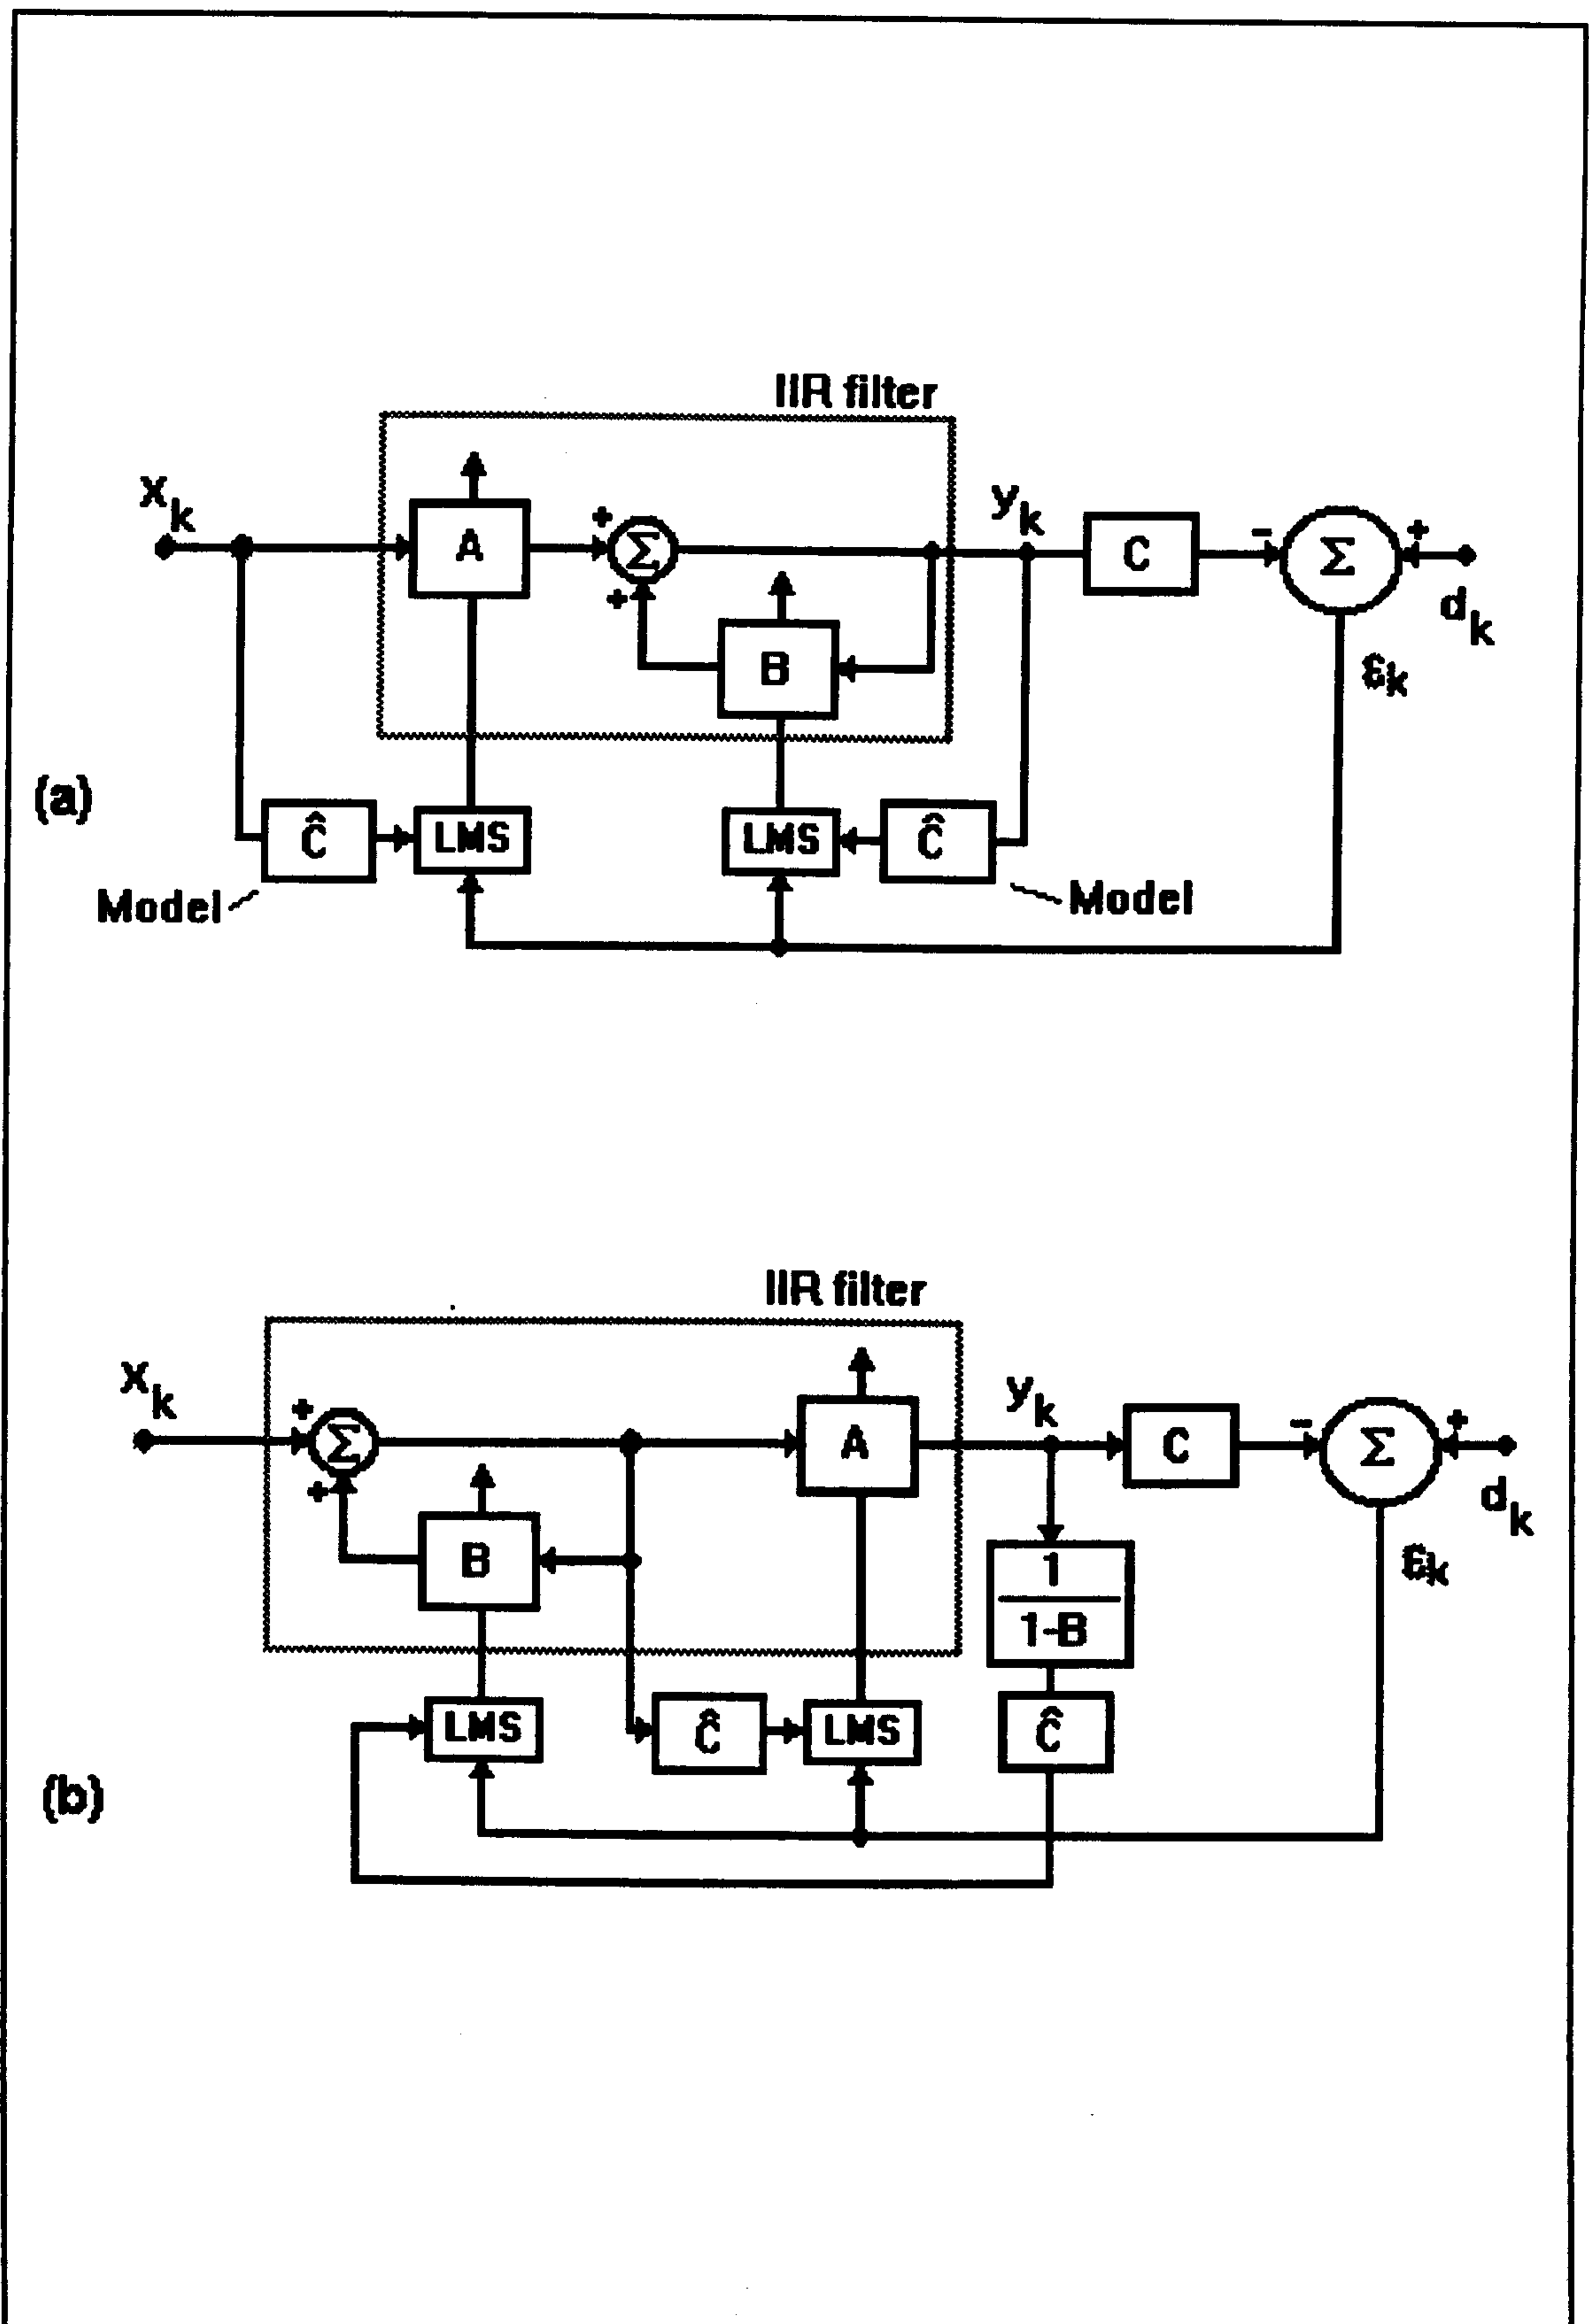 IIR filter
x_k
A
+
Σ
+
B
y_k
C
-
Σ
+
d_k
ε_k
(a)
Ĉ
LMS
LMS
Ĉ
Model
Model
IIR filter
x_k
+
Σ
+
B
A
y_k
C
-
Σ
+
d_k
ε_k
1
1-B
LMS
Ĉ
LMS
Ĉ
(b)